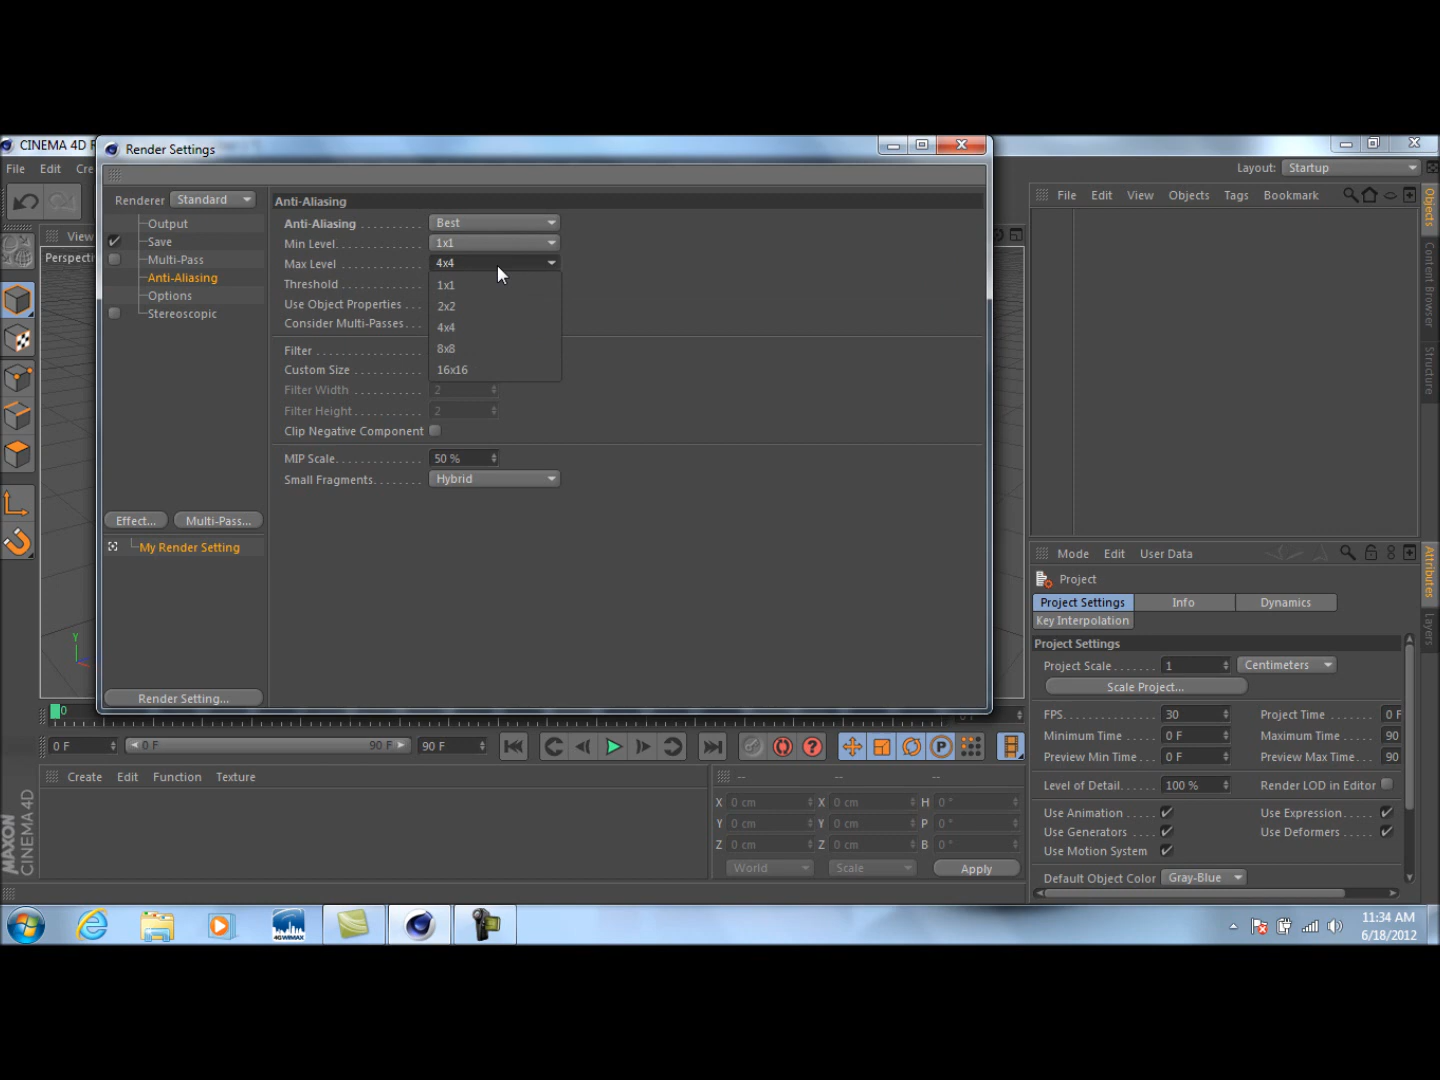 CINEMA 4D
Render Settings
File Edit
Layout: Startup
File Edit View Objects Tags Bookmark
Renderer Standard
Output
Save
Multi-Pass
Anti-Aliasing
Options
Stereoscopic
Effect... Multi-Pass...
My Render Setting
Render Setting...
Anti-Aliasing
Anti-Aliasing Best
Min Level 1x1
Max Level 4x4
Threshold
1x1
Use Object Properties
2x2
Consider Multi-Passes
4x4
Filter
8x8
Custom Size
16x16
Filter Width 2
Filter Height 2
Clip Negative Component
MIP Scale 50 %
Small Fragments Hybrid
View
Objects
Content Browser
Structure
Mode Edit User Data
Project
Project Settings Info Dynamics
Key Interpolation
Project Settings
Project Scale 1 Centimeters
Scale Project...
FPS 30 Project Time 0 F
Minimum Time 0 F Maximum Time 90
Preview Min Time 0 F Preview Max Time 90
Level of Detail 100 % Render LOD in Editor
Use Animation Use Expression
Use Generators Use Deformers
Use Motion System
Default Object Color Gray-Blue
Attributes
Layers
Y
0
0 F 0 F 90 F 90 F
P
Create Edit Function Texture
-- -- --
X 0 cm X 0 cm H 0 °
Y 0 cm Y 0 cm P 0 °
Z 0 cm Z 0 cm B 0 °
World Scale Apply
MAXON
CINEMA 4D
11:34 AM
6/18/2012